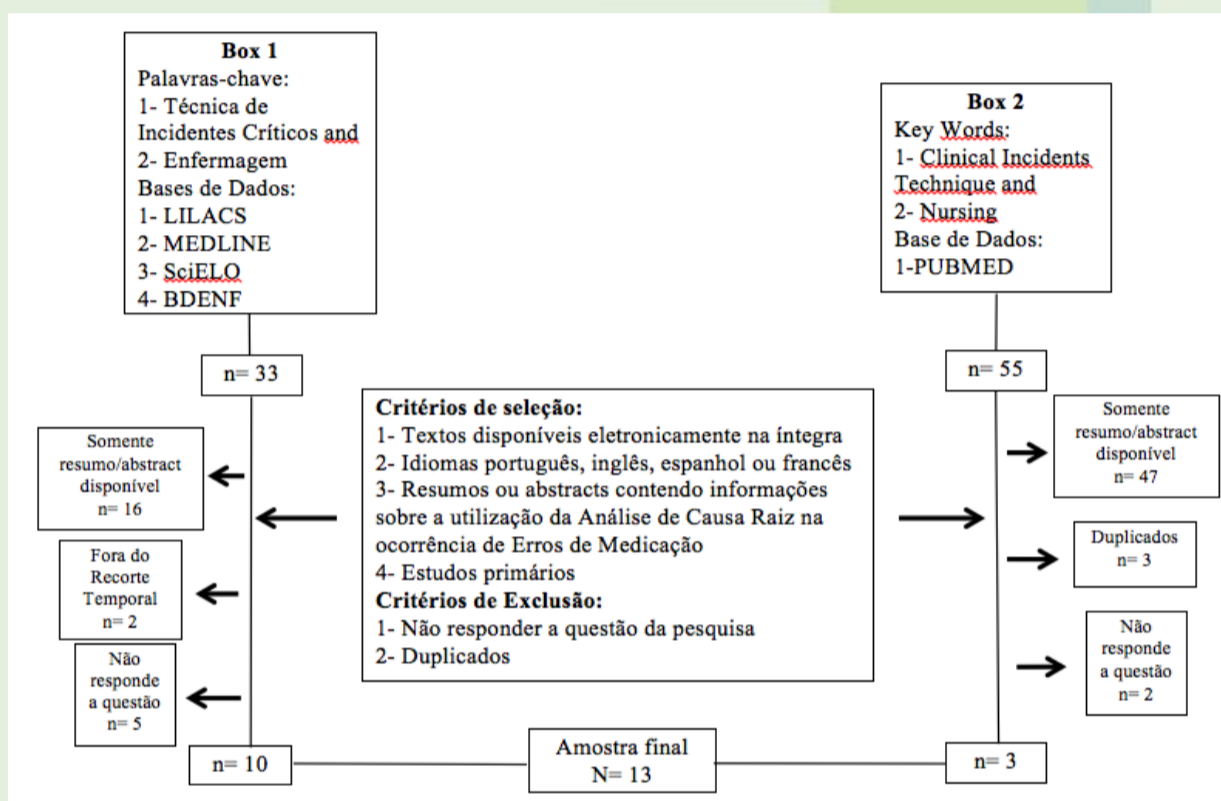 Box 1
Palavras-chave:
1- Técnica de
Incidentes Críticos and
2- Enfermagem
Bases de Dados:
1- LILACS
2- MEDLINE
3- SciELO
4- BDENF
Box 2
Key Words:
1- Clinical Incidents
Technique and
2- Nursing
Base de Dados:
1-PUBMED
n= 33
n= 55
Somente
resumo/abstract
disponível
n= 16
Fora do
Recorte
Temporal
n= 2
Não
responde
a questão
n= 5
Critérios de seleção:
1- Textos disponíveis eletronicamente na íntegra
2- Idiomas português, inglês, espanhol ou francês
3- Resumos ou abstracts contendo informações
sobre a utilização da Análise de Causa Raiz na
ocorrência de Erros de Medicação
4- Estudos primários
Critérios de Exclusão:
1- Não responder a questão da pesquisa
2- Duplicados
Somente
resumo/abstract
disponível
n= 47
Duplicados
n= 3
Não
responde
a questão
n= 2
n= 10
Amostra final
N= 13
n= 3